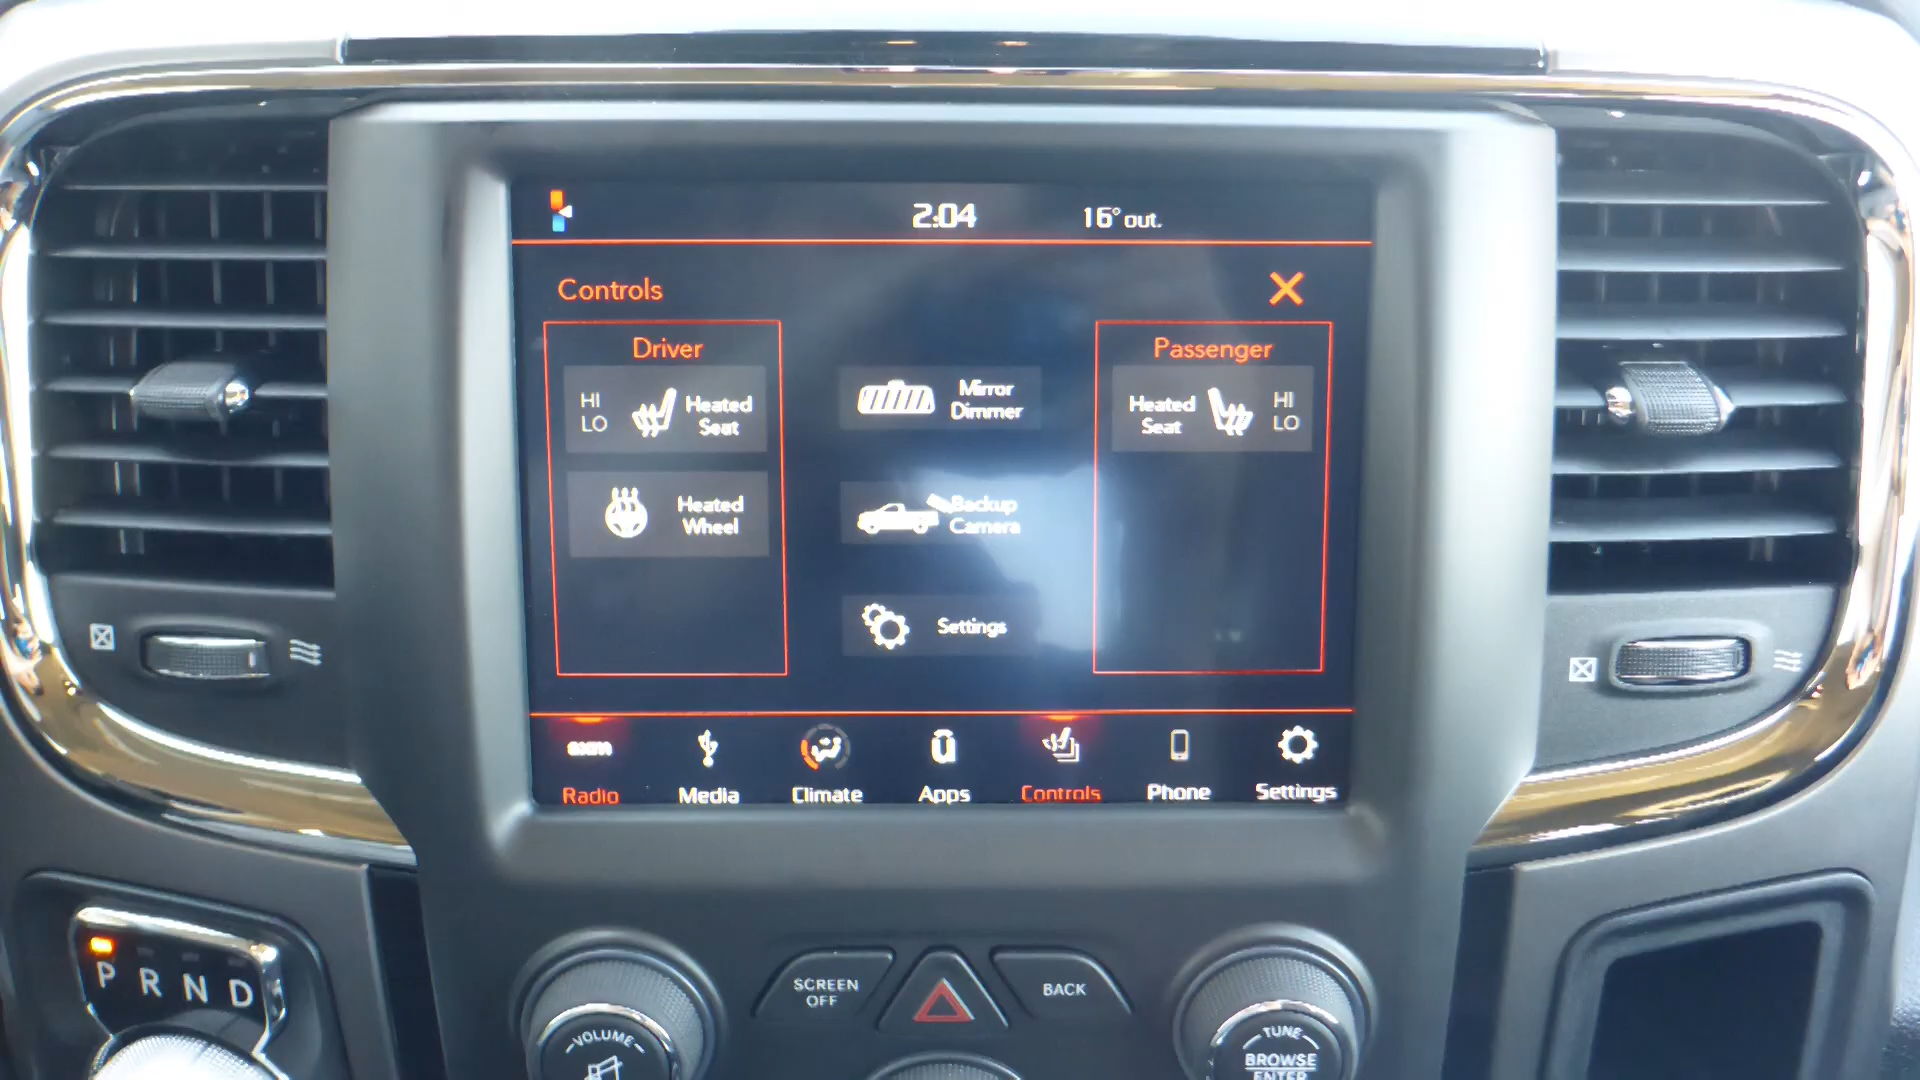 2:04 16° out.
Controls
Driver
Passenger
HI
LO
Heated
Seat
Mirror
Dimmer
Heated
Seat
HI
LO
Heated
Wheel
Backup
Camera
Settings
Radio Media Climate Apps Controls Phone Settings
P R N D
SCREEN
OFF
BACK
VOLUME
TUNE
BROWSE
ENTER